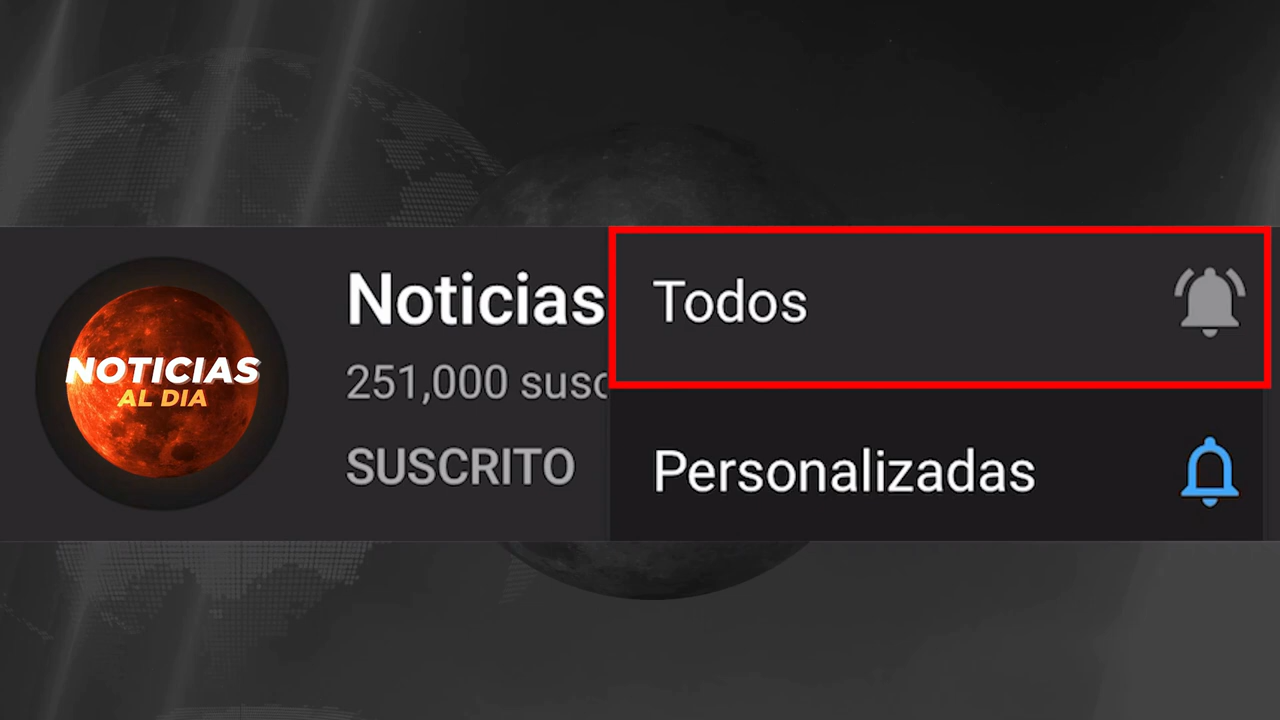 NOTICIAS
AL DIA
Noticias
251,000 susc
SUSCRITO
Todos
Personalizadas